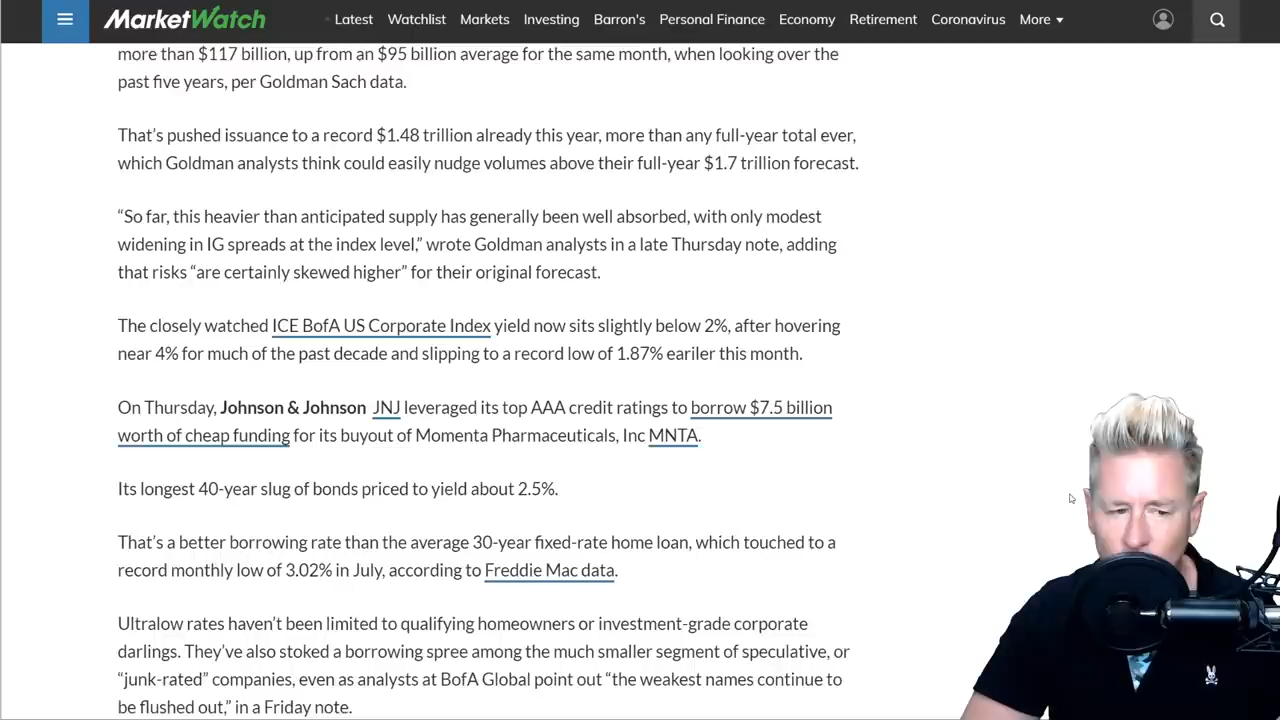 MarketWatch
Latest Watchlist Markets Investing Barron's Personal Finance Economy Retirement Coronavirus More
more than $117 billion, up from an $95 billion average for the same month, when looking over the
past five years, per Goldman Sach data.
That’s pushed issuance to a record $1.48 trillion already this year, more than any full-year total ever,
which Goldman analysts think could easily nudge volumes above their full-year $1.7 trillion forecast.
“So far, this heavier than anticipated supply has generally been well absorbed, with only modest
widening in IG spreads at the index level,” wrote Goldman analysts in a late Thursday note, adding
that risks “are certainly skewed higher” for their original forecast.
The closely watched ICE BofA US Corporate Index yield now sits slightly below 2%, after hovering
near 4% for much of the past decade and slipping to a record low of 1.87% eariler this month.
On Thursday, Johnson & Johnson JNJ leveraged its top AAA credit ratings to borrow $7.5 billion
worth of cheap funding for its buyout of Momenta Pharmaceuticals, Inc MNTA.
Its longest 40-year slug of bonds priced to yield about 2.5%.
That’s a better borrowing rate than the average 30-year fixed-rate home loan, which touched to a
record monthly low of 3.02% in July, according to Freddie Mac data.
Ultralow rates haven’t been limited to qualifying homeowners or investment-grade corporate
darlings. They’ve also stoked a borrowing spree among the much smaller segment of speculative, or
“junk-rated” companies, even as analysts at BofA Global point out “the weakest names continue to
be flushed out,” in a Friday note.